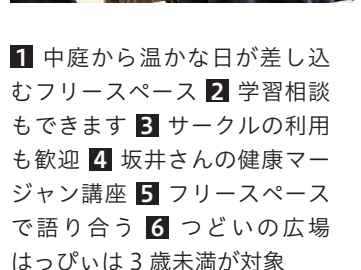 1 中庭から温かな日が差し込
むフリースペース 2 学習相談
もできます 3 サークルの利用
も歓迎 4 坂井さんの健康マー
ジャン講座 5 フリースペース
で語り合う 6 つどいの広場
はっぴぃは 3 歳未満が対象